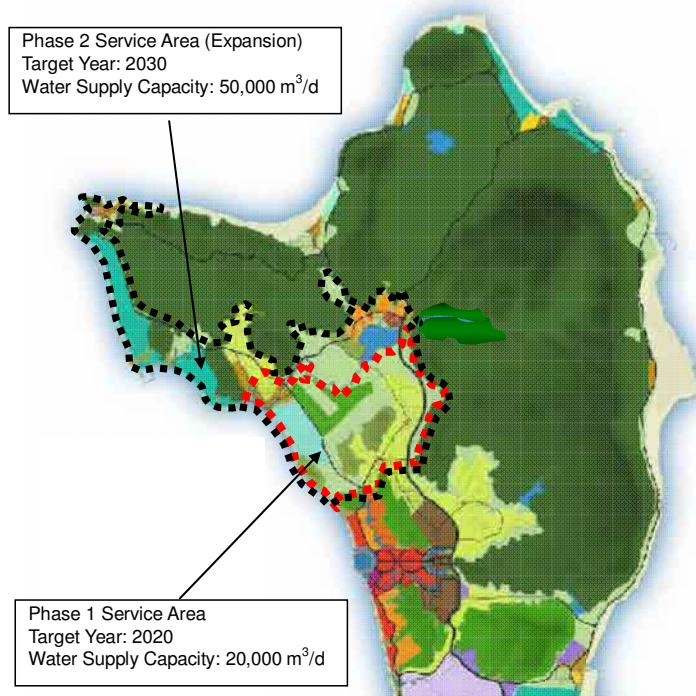 Phase 2 Service Area (Expansion)
Target Year: 2030
Water Supply Capacity: 50,000 m³/d
Phase 1 Service Area
Target Year: 2020
Water Supply Capacity: 20,000 m³/d